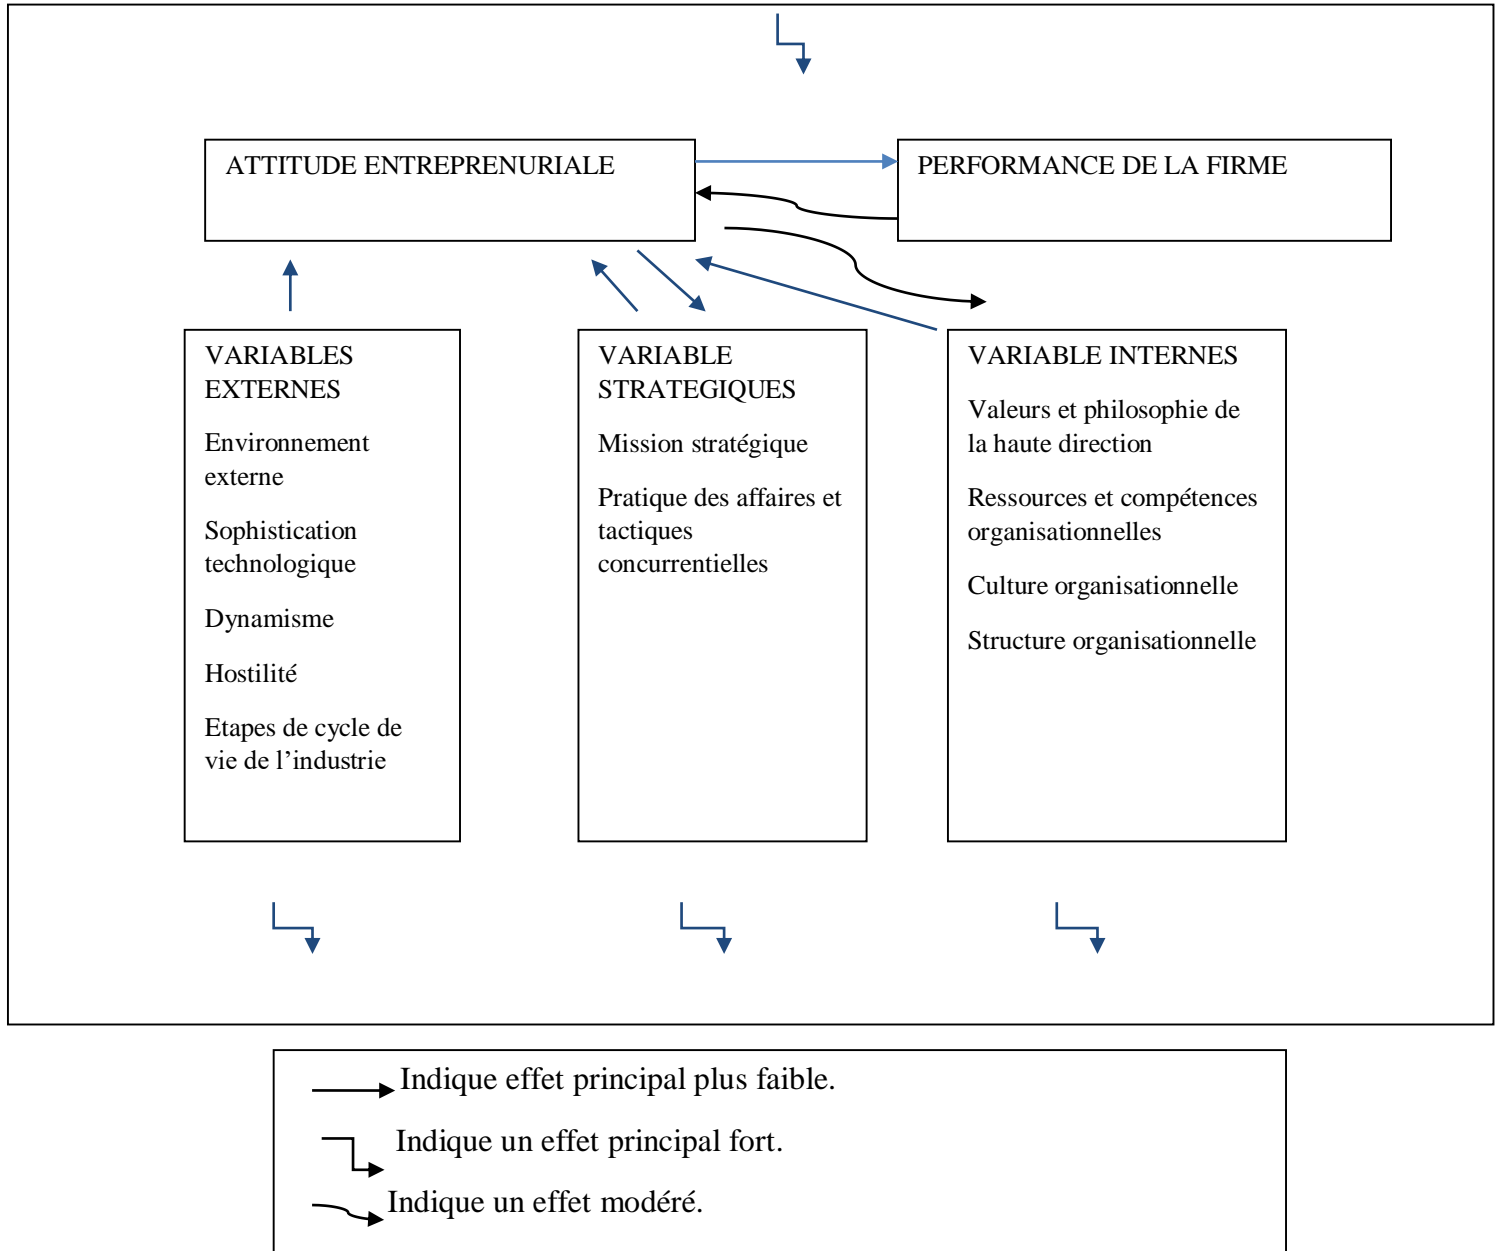 ATTITUDE ENTREPRENURIALE
PERFORMANCE DE LA FIRME
VARIABLES
EXTERNES
Environnement
externe
Sophistication
technologique
Dynamisme
Hostilité
Etapes de cycle de
vie de l’industrie
VARIABLE
STRATEGIQUES
Mission stratégique
Pratique des affaires et
tactiques
concurrentielles
VARIABLE INTERNES
Valeurs et philosophie de
la haute direction
Ressources et compétences
organisationnelles
Culture organisationnelle
Structure organisationnelle
Indique effet principal plus faible.
Indique un effet principal fort.
Indique un effet modéré.